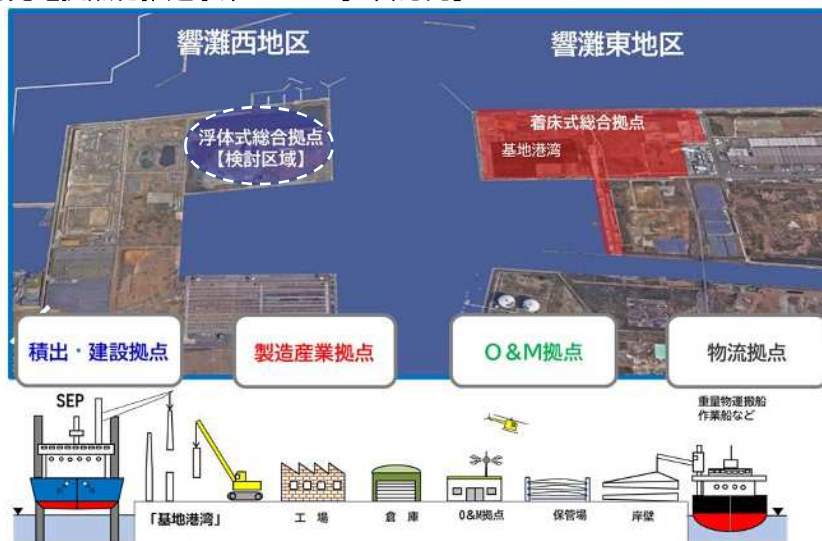 響灘西地区
響灘東地区
浮体式総合拠点
【検討区域】
着床式総合拠点
基地港湾
積出・建設拠点
製造産業拠点
O&M拠点
物流拠点
SEP
重量物運搬船
作業船など
「基地港湾」
工場
倉庫
O&M拠点
保管場
岸壁